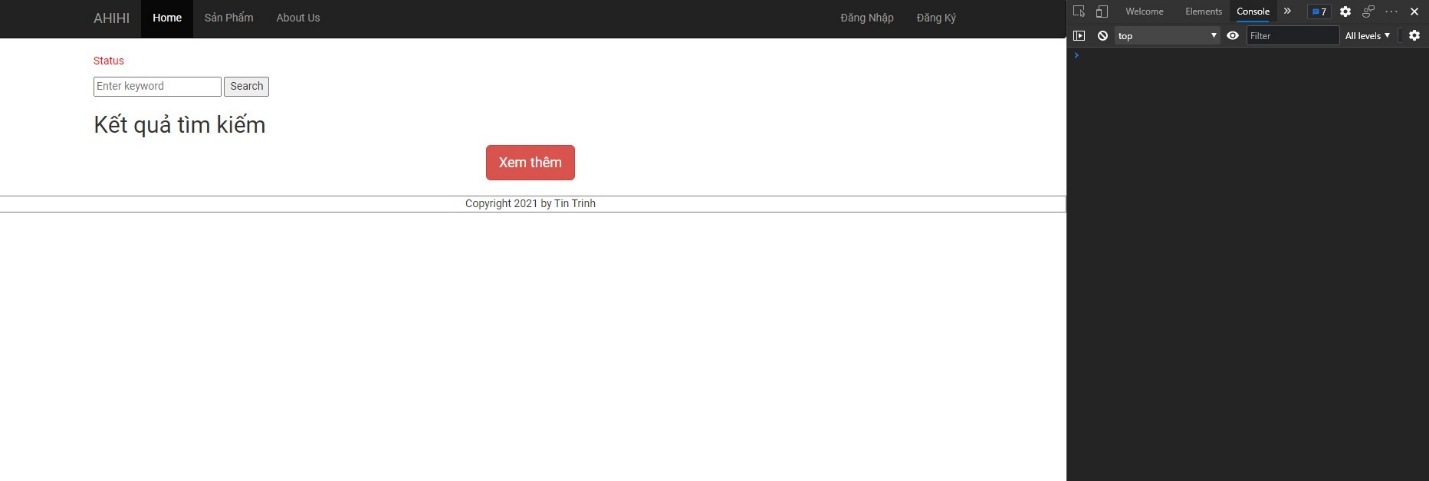 AHIHI Home Sản Phẩm About Us Đăng Nhập Đăng Ký
Status
Enter keyword Search
Kết quả tìm kiếm
Xem thêm
Copyright 2021 by Tin Trinh
Welcome Elements Console 7
top Filter All levels